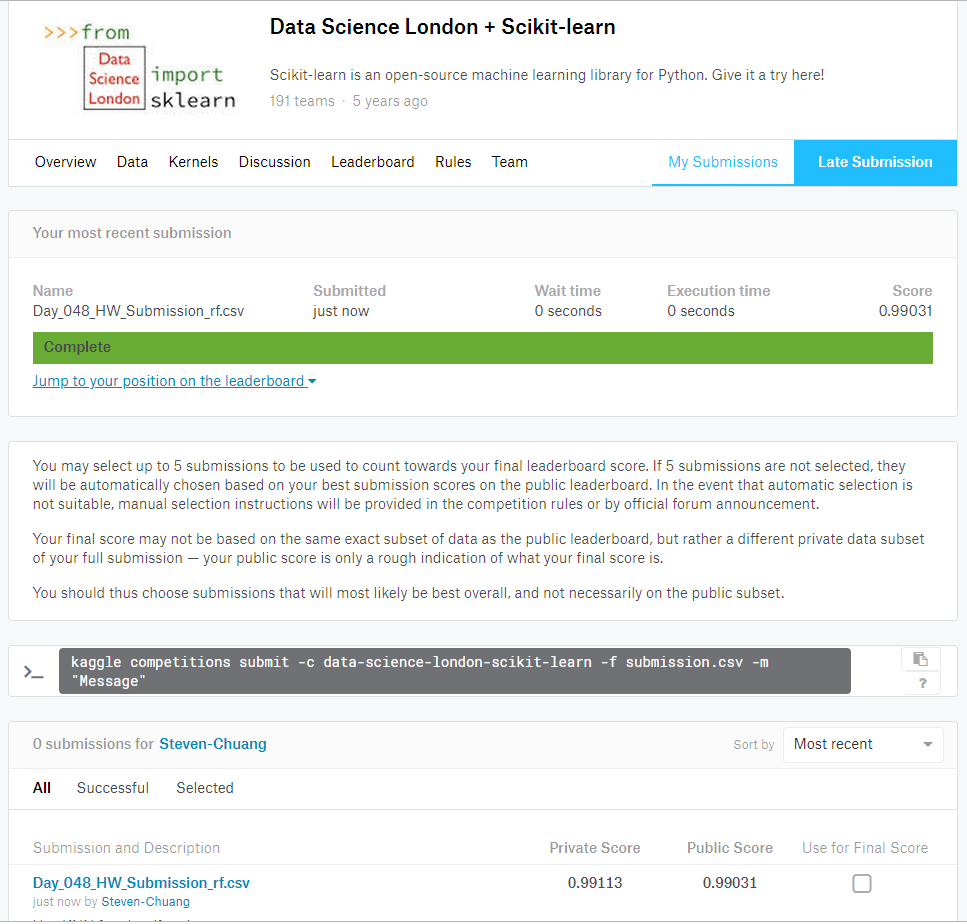 >>>from
Data
Science
London
import
sklearn
Data Science London + Scikit-learn
Scikit-learn is an open-source machine learning library for Python. Give it a try here!
191 teams · 5 years ago
Overview Data Kernels Discussion Leaderboard Rules Team My Submissions Late Submission
Your most recent submission
Name Submitted Wait time Execution time Score
Day_048_HW_Submission_rf.csv just now 0 seconds 0 seconds 0.99031
Complete
Jump to your position on the leaderboard
You may select up to 5 submissions to be used to count towards your final leaderboard score. If 5 submissions are not selected, they
will be automatically chosen based on your best submission scores on the public leaderboard. In the event that automatic selection is
not suitable, manual selection instructions will be provided in the competition rules or by official forum announcement.
Your final score may not be based on the same exact subset of data as the public leaderboard, but rather a different private data subset
of your full submission — your public score is only a rough indication of what your final score is.
You should thus choose submissions that will most likely be best overall, and not necessarily on the public subset.
>_ kaggle competitions submit -c data-science-london-scikit-learn -f submission.csv -m
"Message"
?
0 submissions for Steven-Chuang Sort by Most recent
All Successful Selected
Submission and Description Private Score Public Score Use for Final Score
Day_048_HW_Submission_rf.csv 0.99113 0.99031
just now by Steven-Chuang